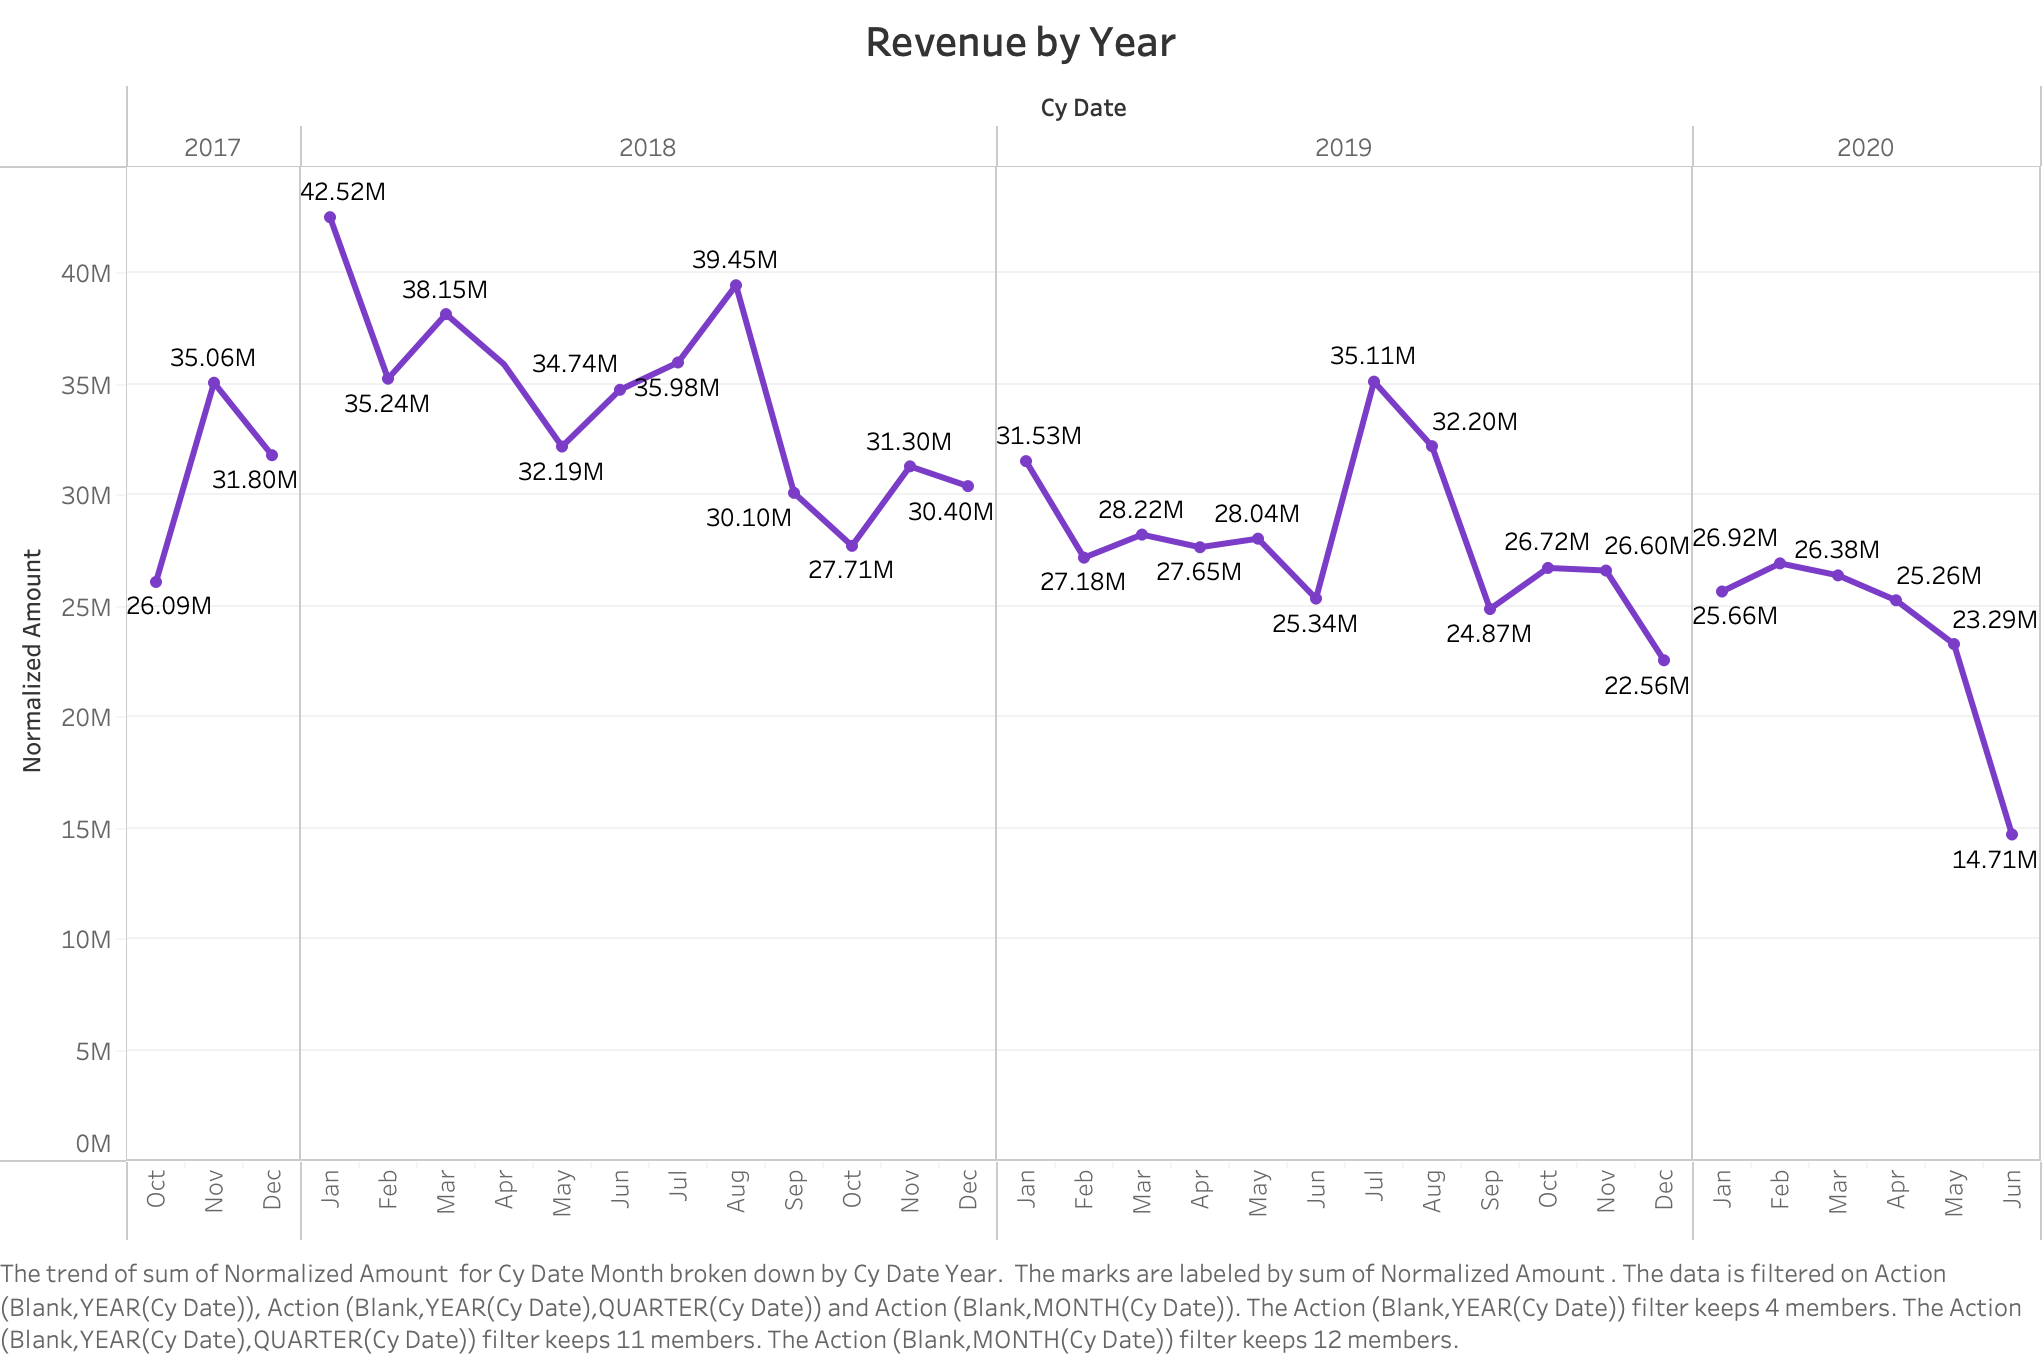 Revenue by Year
Cy Date
2017 2018 2019 2020
42.52M
39.45M
40M
38.15M
35.06M 34.74M 35.11M
35M 35.98M
35.24M
32.20M
31.53M
31.30M
31.80M 32.19M
30M
30.40M
30.10M 28.22M 28.04M
26.72M 26.60M 26.92M 26.38M
27.71M 27.18M 27.65M 25.26M
25M
26.09M 25.66M 23.29M
25.34M 24.87M
22.56M
20M
15M
14.71M
10M
5M
0M
Normalized Amount
Oct Nov Dec Jan Feb Mar Apr May Jun Jul Aug Sep Oct Nov Dec Jan Feb Mar Apr May Jun Jul Aug Sep Oct Nov Dec Jan Feb Mar Apr May Jun
The trend of sum of Normalized Amount  for Cy Date Month broken down by Cy Date Year.  The marks are labeled by sum of Normalized Amount . The data is filtered on Action
(Blank,YEAR(Cy Date)), Action (Blank,YEAR(Cy Date),QUARTER(Cy Date)) and Action (Blank,MONTH(Cy Date)). The Action (Blank,YEAR(Cy Date)) filter keeps 4 members. The Action
(Blank,YEAR(Cy Date),QUARTER(Cy Date)) filter keeps 11 members. The Action (Blank,MONTH(Cy Date)) filter keeps 12 members.